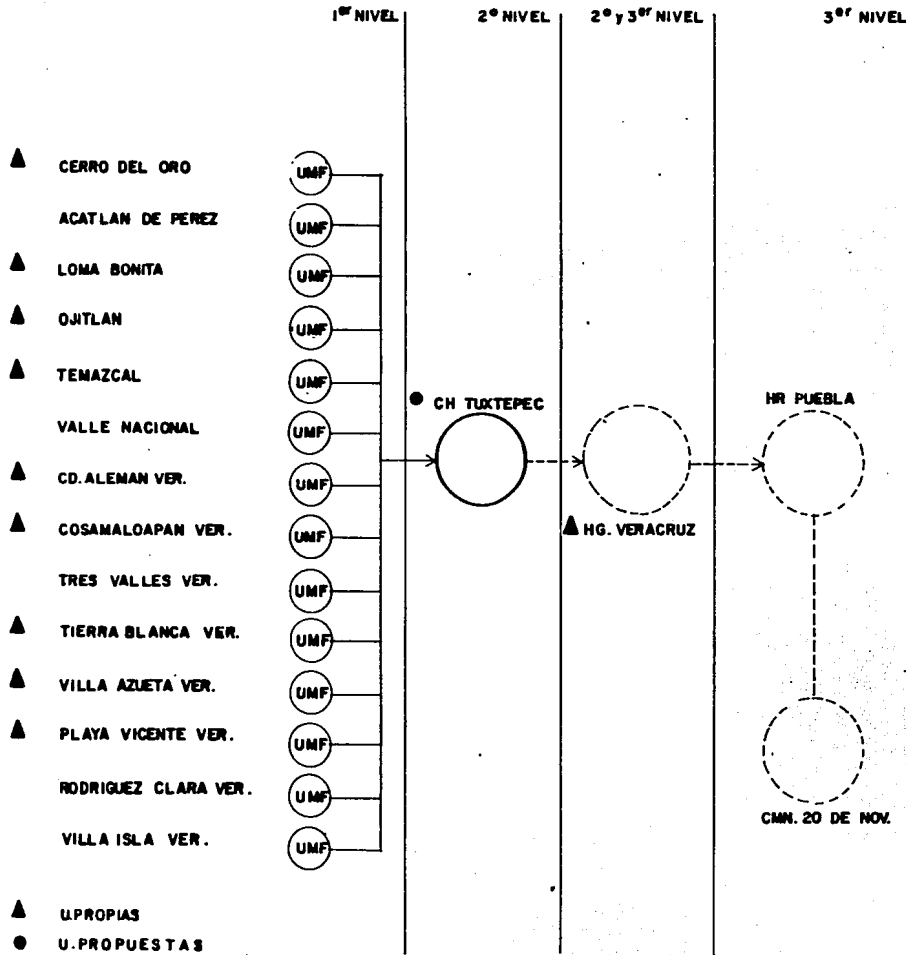 1er NIVEL 2o NIVEL 2o y 3er NIVEL 3er NIVEL
CERRO DEL ORO UMF
ACATLAN DE PEREZ UMF
LOMA BONITA UMF
OJITLAN UMF
TEMAZCAL UMF
CH TUXTEPEC HR PUEBLA
VALLE NACIONAL UMF
CD. ALEMAN VER. UMF
COSAMALOAPAN VER. UMF HG. VERACRUZ
TRES VALLES VER. UMF
TIERRA BLANCA VER. UMF
VILLA AZUETA VER. UMF
PLAYA VICENTE VER. UMF
RODRIGUEZ CLARA VER. UMF
CMN. 20 DE NOV.
VILLA ISLA VER. UMF
U.PROPIAS
U.PROPUESTAS